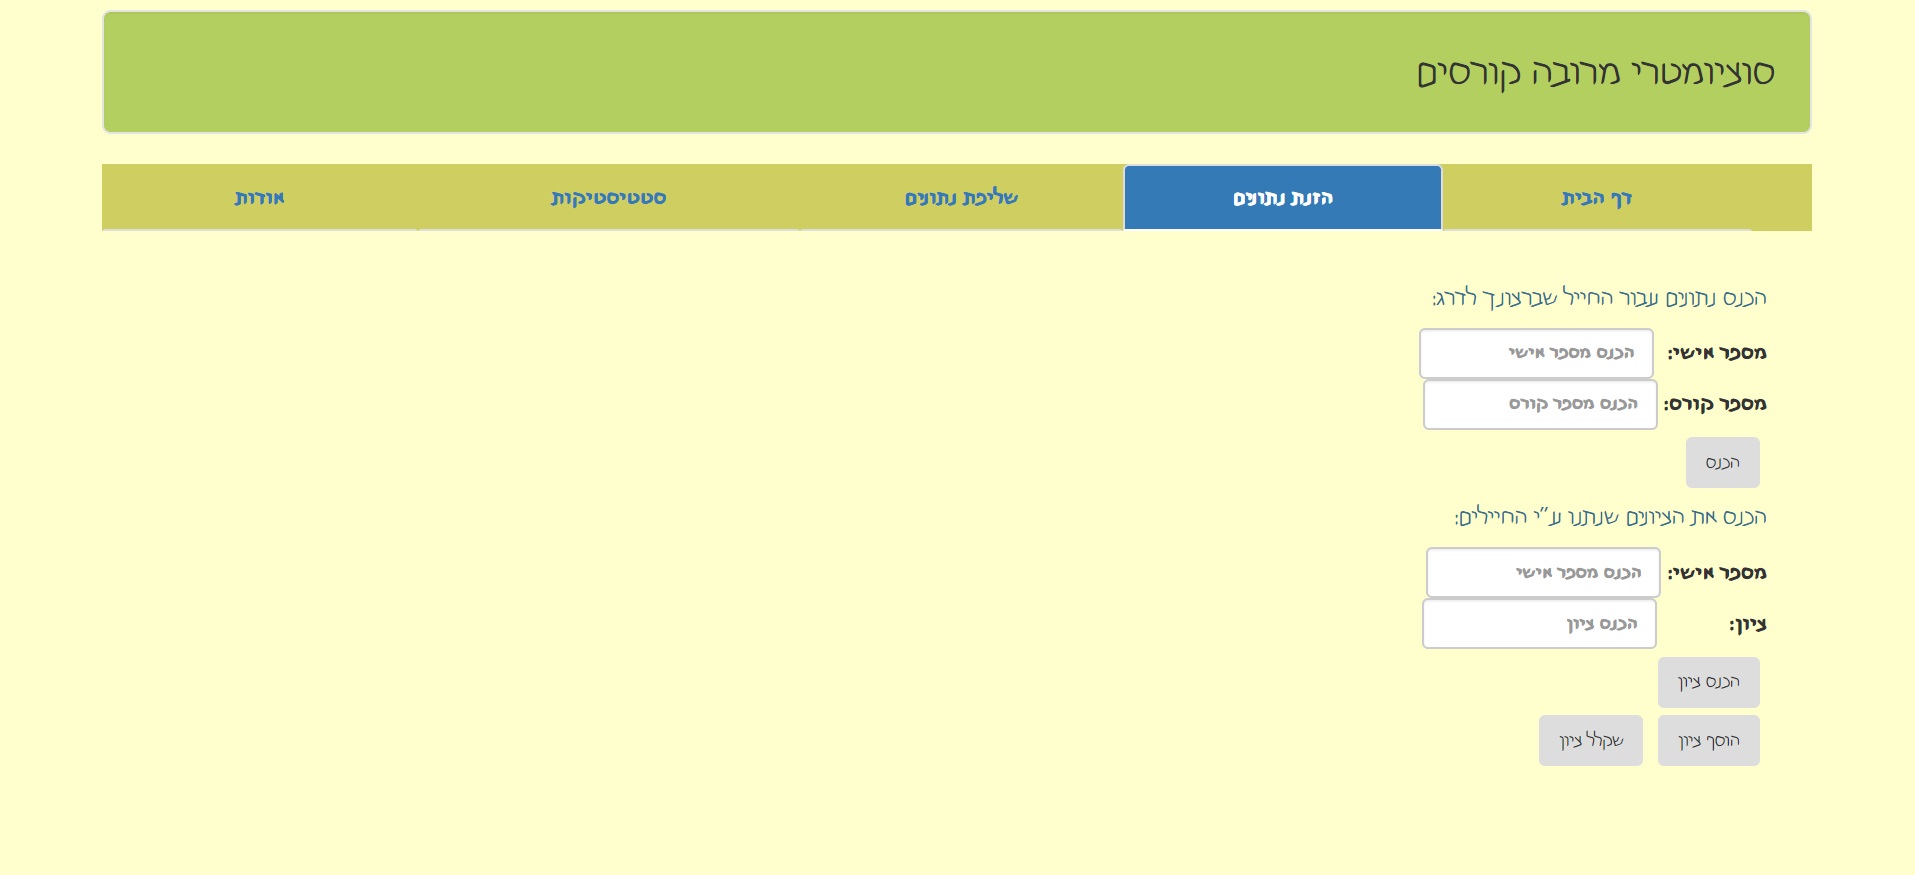 סוציומטרי מרובה קורסים
דף הבית הזנת נתונים שליפת נתונים סטטיסטיקות אודות
הכנס נתונים עבור החייל שברצונך לדרג:
מספר אישי: הכנס מספר אישי
מספר קורס: הכנס מספר קורס
הכנס
הכנס את הציונים שנתנו ע"י החיילים:
מספר אישי: הכנס מספר אישי
ציון: הכנס ציון
הכנס ציון
הוסף ציון שקלל ציון